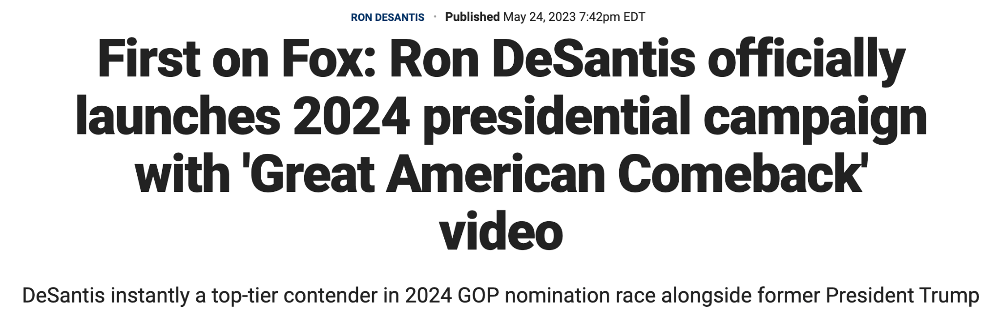 RON DESANTIS · Published May 24, 2023 7:42pm EDT
First on Fox: Ron DeSantis officially
launches 2024 presidential campaign
with 'Great American Comeback'
video
DeSantis instantly a top-tier contender in 2024 GOP nomination race alongside former President Trump